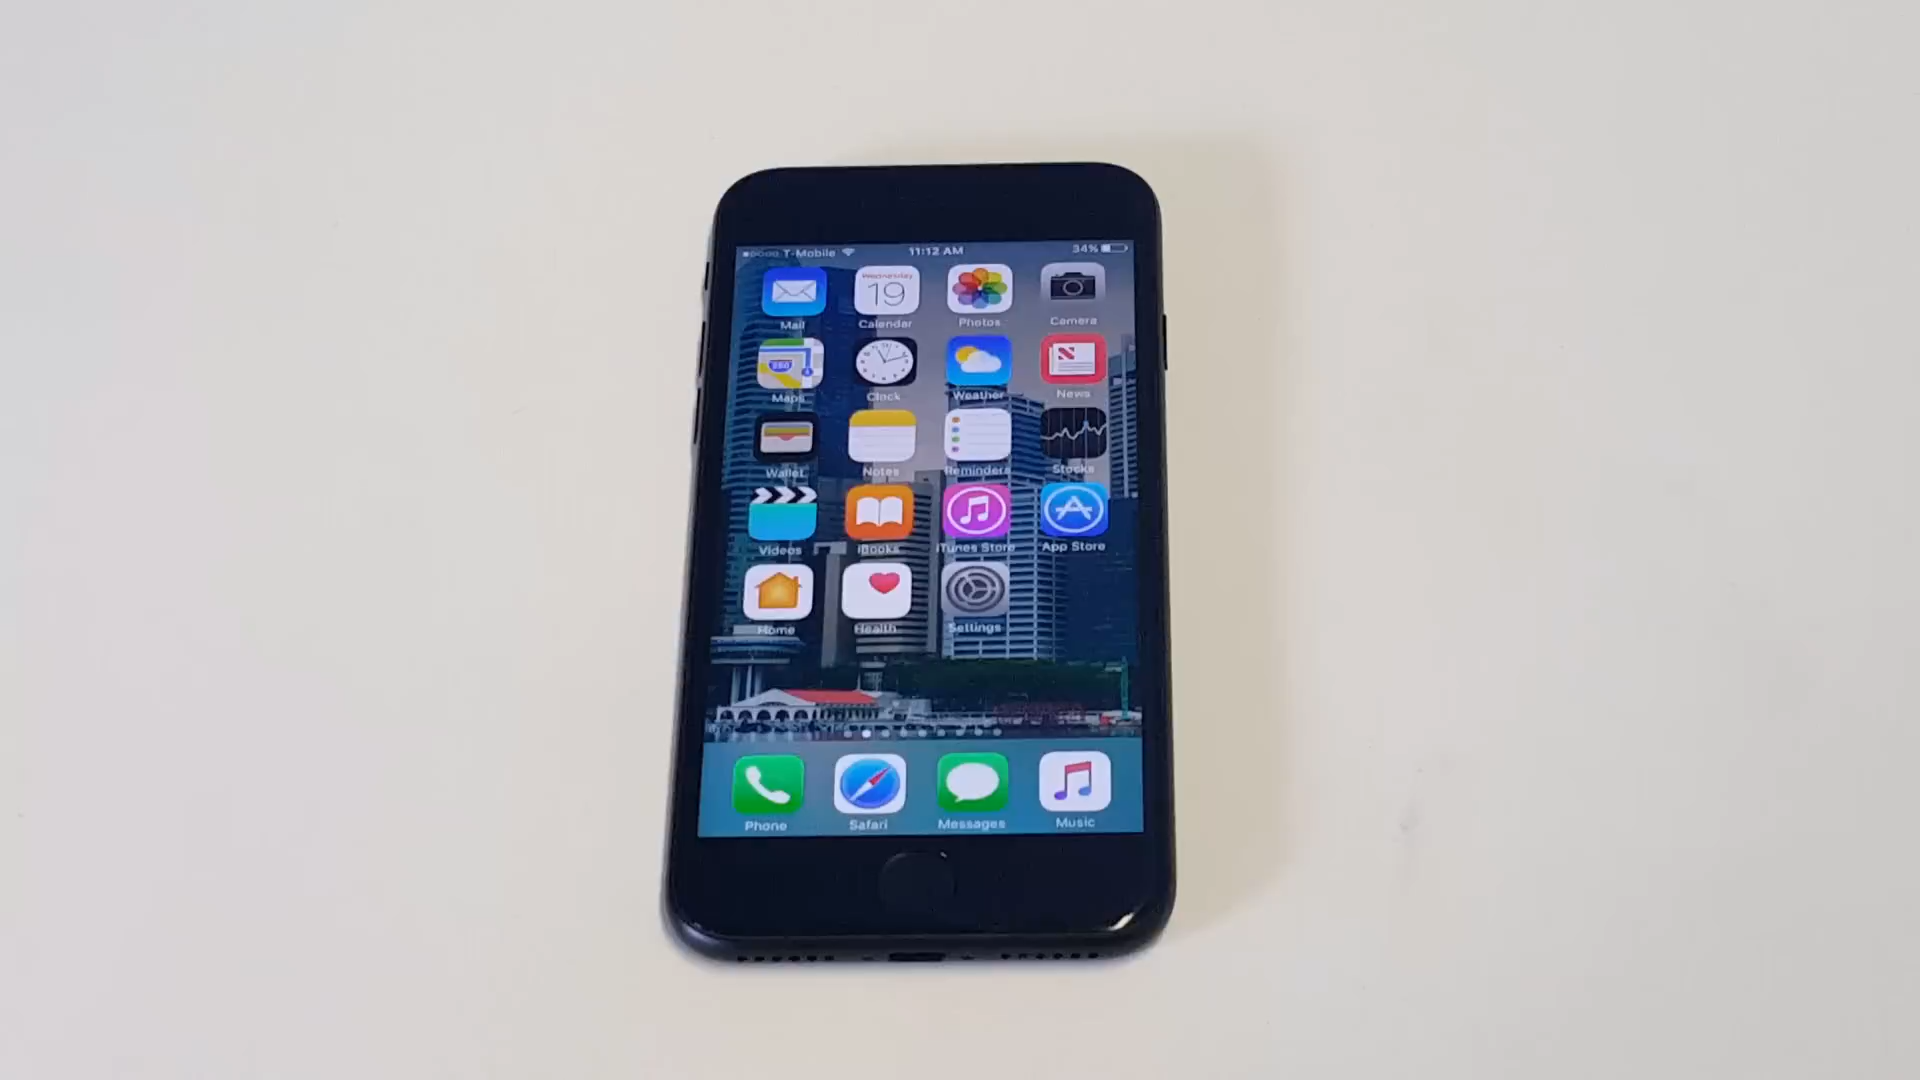 T-Mobile 11:12 AM 34%
Wednesday
19
Mail Calendar Photos Camera
280
Maps Clock Weather News
Wallet Notes Reminders Stocks
Videos iBooks iTunes Store App Store
Home Health Settings
Phone Safari Messages Music